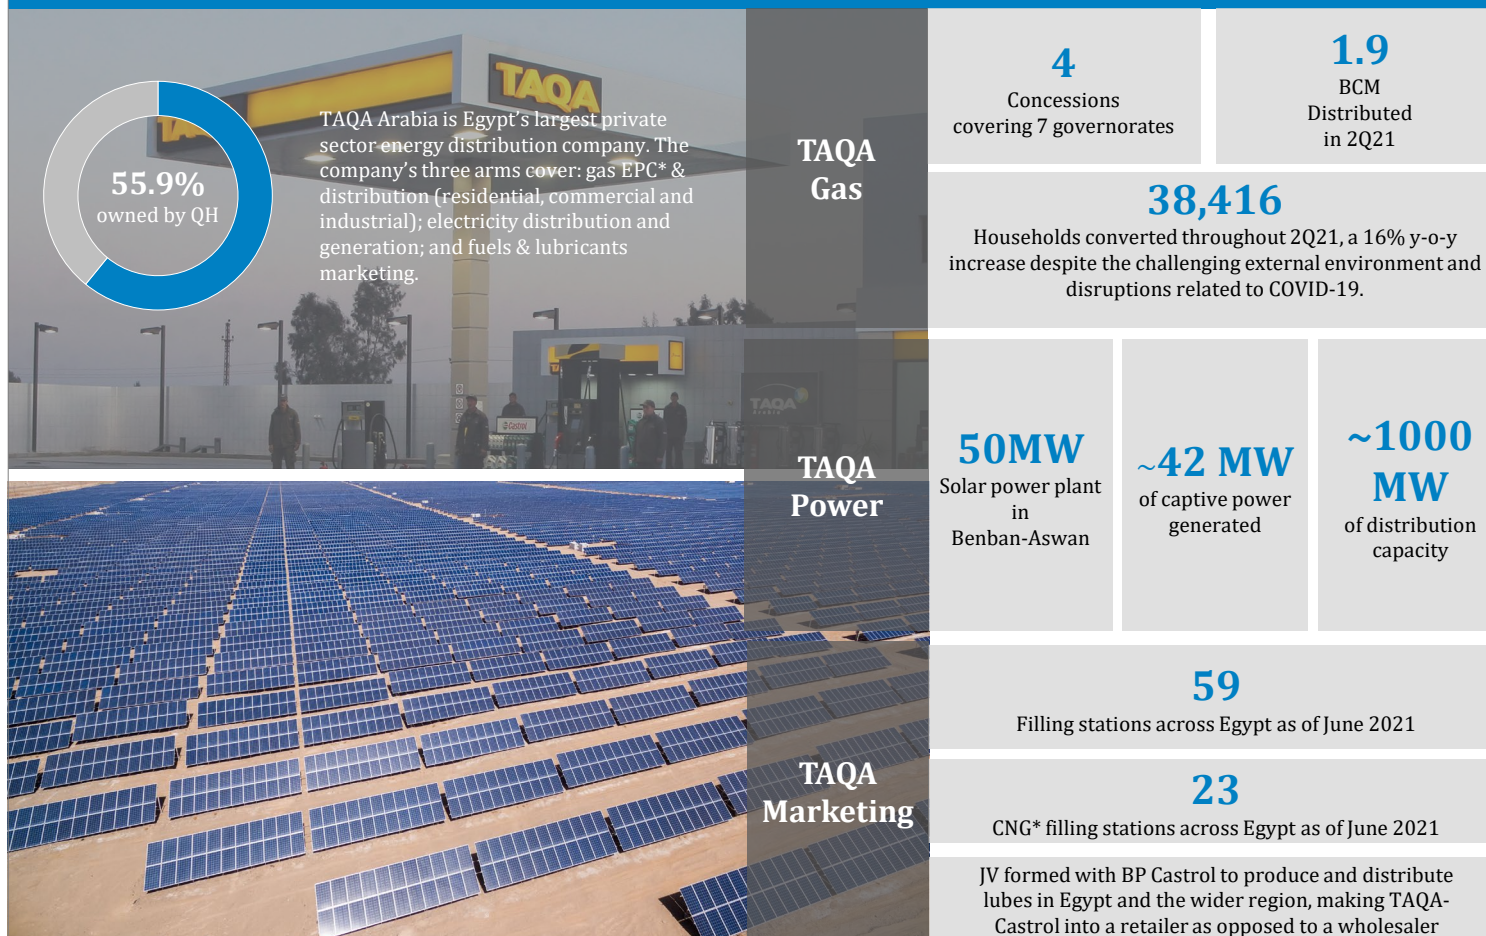 55.9%
owned by QH
TAQA
TAQA Arabia is Egypt’s largest private
sector energy distribution company. The
company’s three arms cover: gas EPC* &
distribution (residential, commercial and
industrial); electricity distribution and
generation; and fuels & lubricants
marketing.
Castrol
TAQA
Arabia
TAQA
Gas
4
Concessions
covering 7 governorates
1.9
BCM
Distributed
in 2Q21
38,416
Households converted throughout 2Q21, a 16% y-o-y
increase despite the challenging external environment and
disruptions related to COVID-19.
TAQA
Power
50MW
Solar power plant
in
Benban-Aswan
~42 MW
of captive power
generated
~1000
MW
of distribution
capacity
TAQA
Marketing
59
Filling stations across Egypt as of June 2021
23
CNG* filling stations across Egypt as of June 2021
JV formed with BP Castrol to produce and distribute
lubes in Egypt and the wider region, making TAQA-
Castrol into a retailer as opposed to a wholesaler